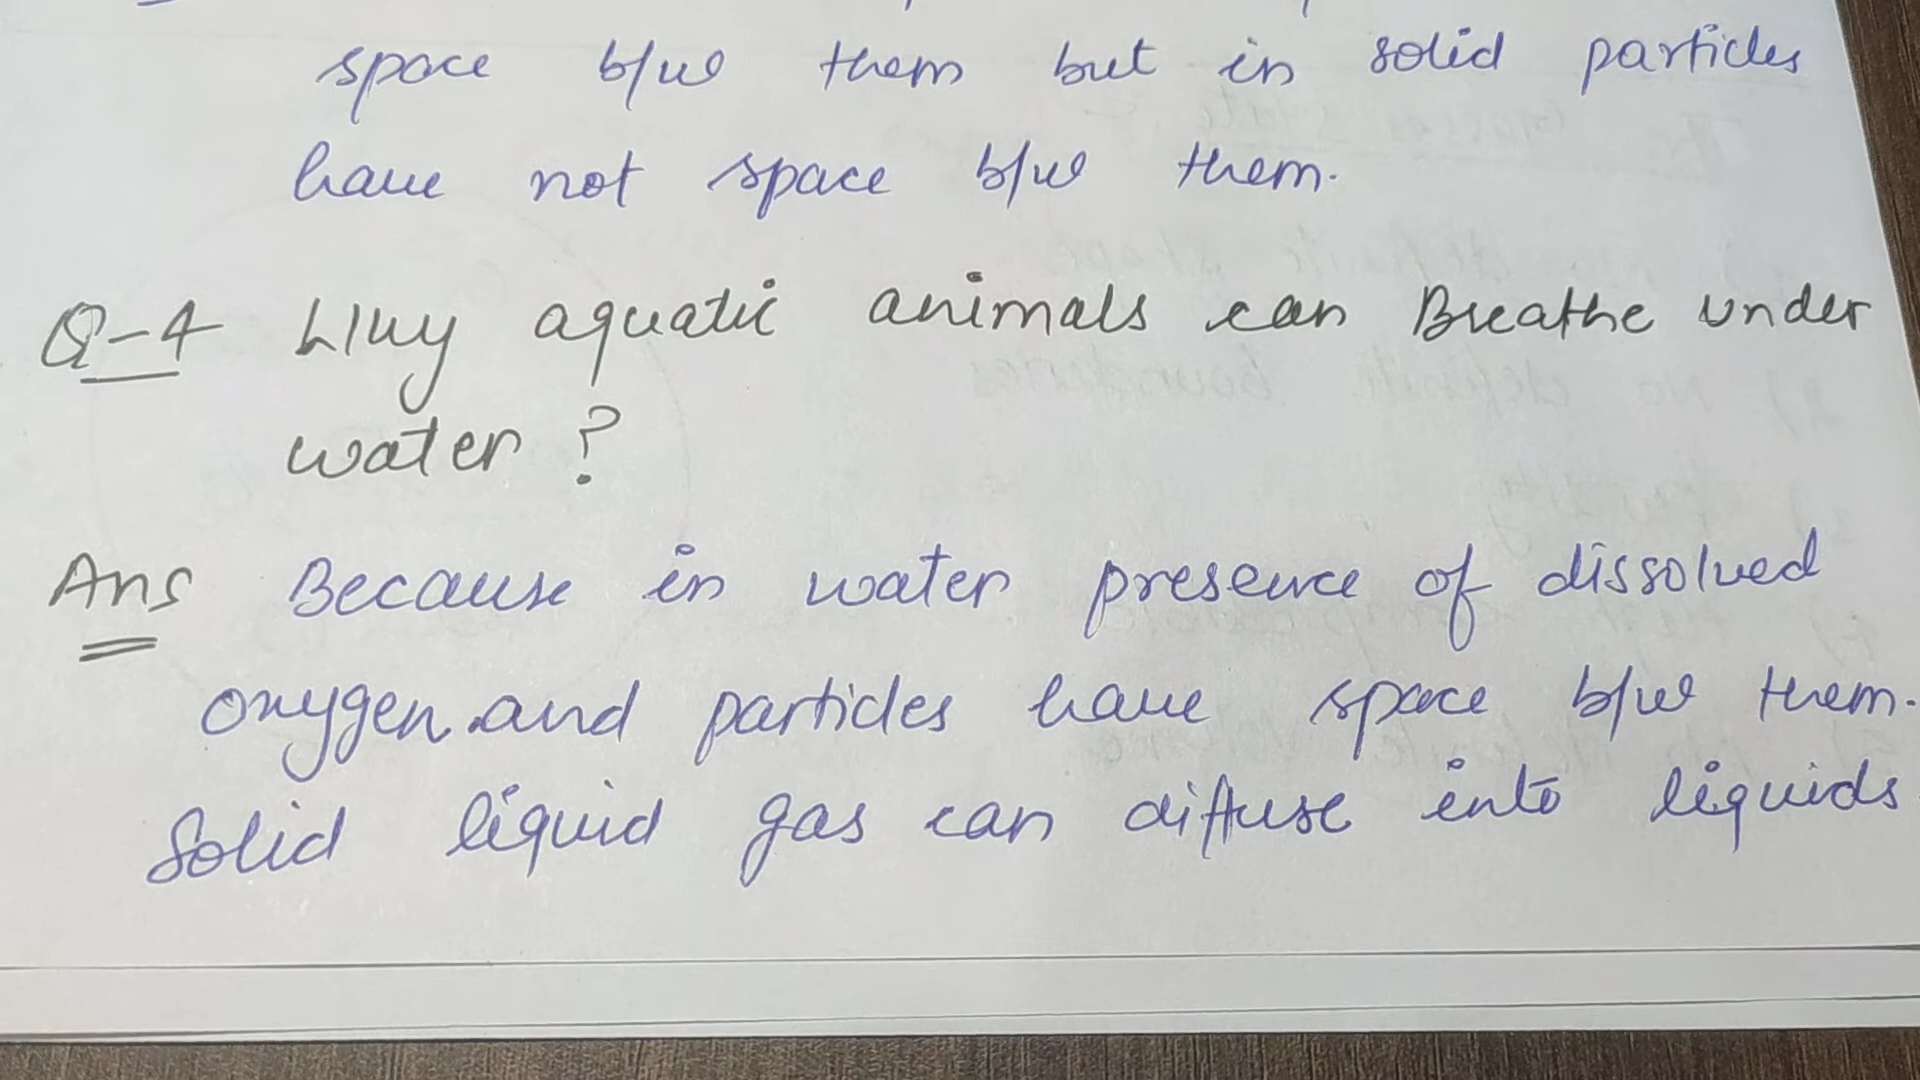 space b/w them but in solid particles
have not space b/w them.
Q-4 Why aquatic animals can Breathe under
water ?
Ans Because in water presence of dissolved
oxygen and particles have space b/w them.
Solid liquid gas can diffuse into liquids